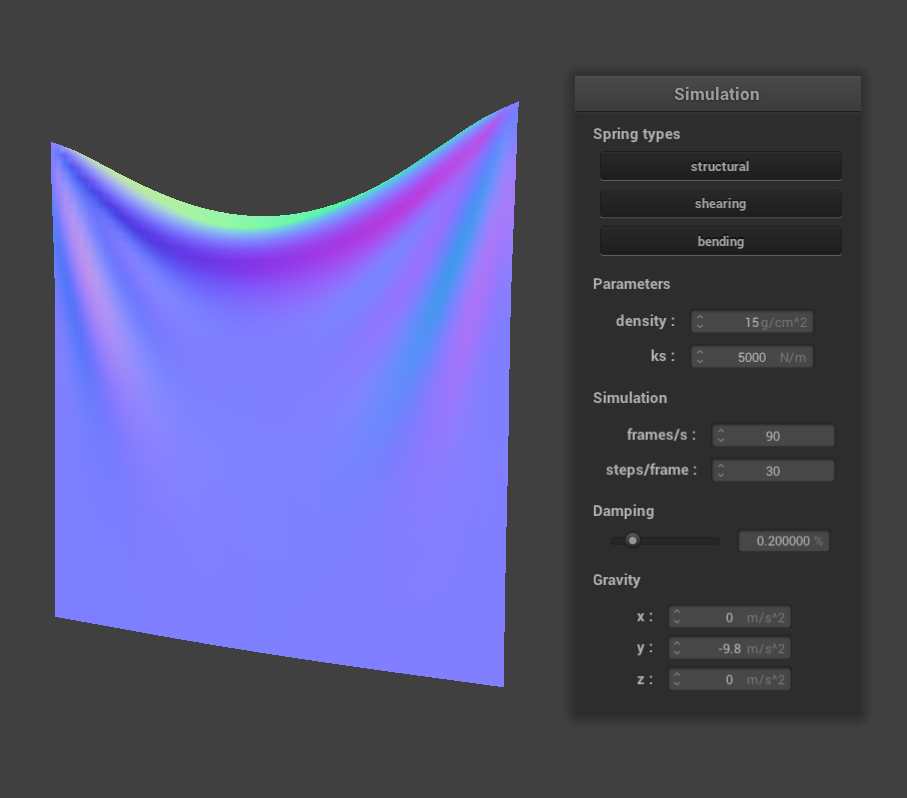 Simulation
Spring types
structural
shearing
bending
Parameters
density : 15 g/cm^2
ks : 5000 N/m
Simulation
frames/s : 90
steps/frame : 30
Damping
0.200000 %
Gravity
x : 0 m/s^2
y : -9.8 m/s^2
z : 0 m/s^2